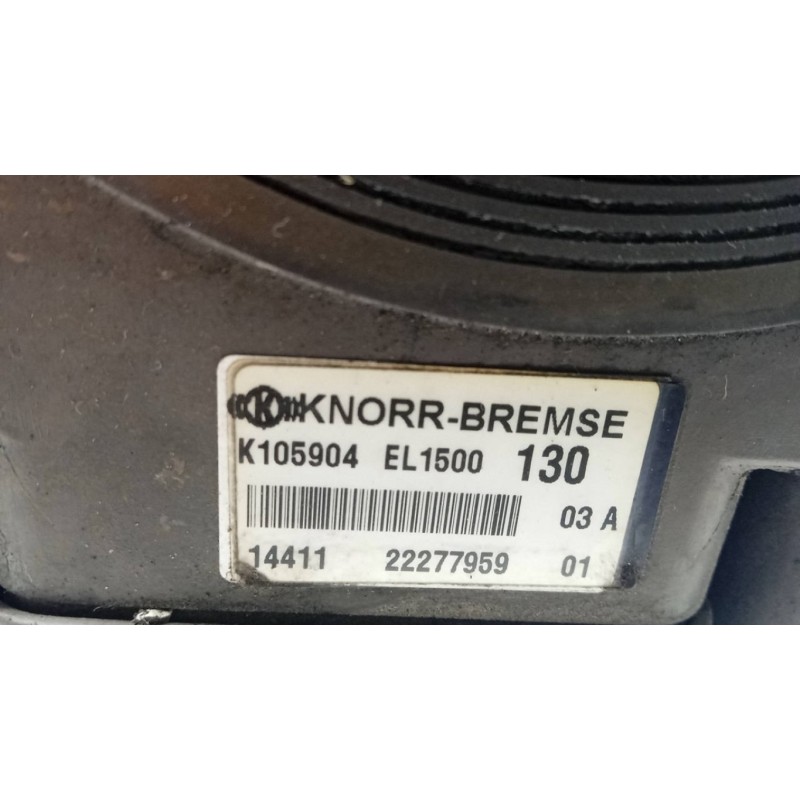 K KNORR-BREMSE
K105904 EL1500 130
03 A
14411 22277959 01